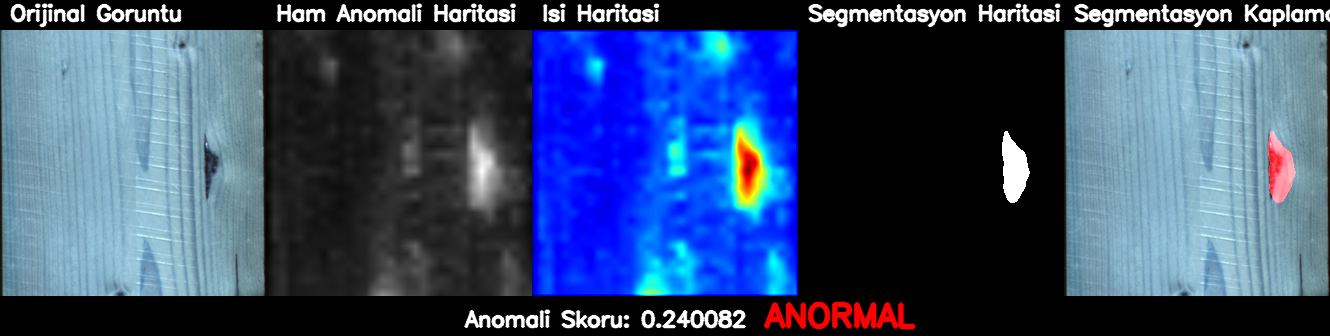 Orijinal Goruntu
Ham Anomali Haritasi
Isi Haritasi
Segmentasyon Haritasi
Segmentasyon Kaplama
Anomali Skoru: 0.240082 ANORMAL